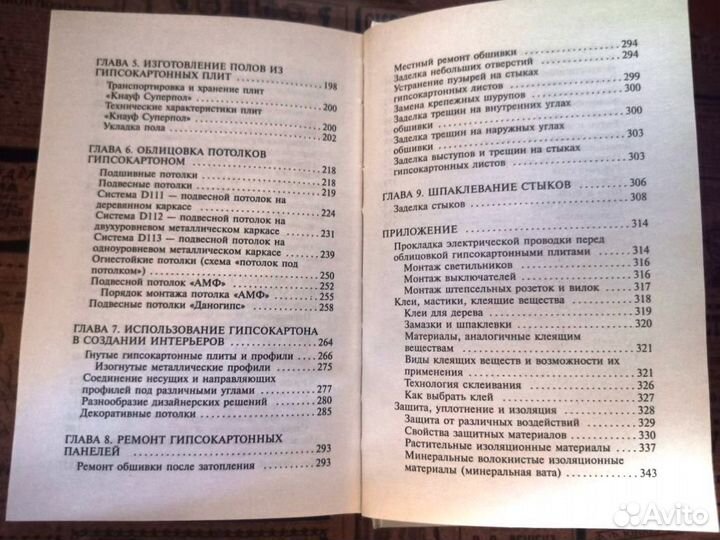 ГЛАВА 5. ИЗГОТОВЛЕНИЕ ПОЛОВ ИЗ
ГИПСОКАРТОННЫХ ПЛИТ ........ 198
Транспортировка и хранение плит
«Кнауф Суперпол» ........ 200
Технические характеристики плит
«Кнауф Суперпол» ........ 200
Укладка пола ........ 202
ГЛАВА 6. ОБЛИЦОВКА ПОТОЛКОВ
ГИПСОКАРТОНОМ ........ 218
Подшивные потолки ........ 218
Подвесные потолки ........ 219
Система D111 — подвесной потолок на
деревянном каркасе ........ 224
Система D112 — подвесной потолок на
двухуровневом металлическом каркасе ........ 231
Система D113 — подвесной потолок на
одноуровневом металлическом каркасе ........ 239
Огнестойкие потолки (схема «потолок под
потолком») ........ 250
Подвесной потолок «АМФ» ........ 252
Порядок монтажа потолка «АМФ» ........ 255
Подвесные потолки «Даногипс» ........ 258
ГЛАВА 7. ИСПОЛЬЗОВАНИЕ ГИПСОКАРТОНА
В СОЗДАНИИ ИНТЕРЬЕРОВ ........ 264
Гнутые гипсокартонные плиты и профили ........ 266
Изогнутые металлические профили ........ 275
Соединение несущих и направляющих
профилей под различными углами ........ 277
Разнообразие дизайнерских решений ........ 280
Декоративные потолки ........ 285
ГЛАВА 8. РЕМОНТ ГИПСОКАРТОННЫХ
ПАНЕЛЕЙ ........ 293
Ремонт обшивки после затопления ........ 293
Местный ремонт обшивки ........ 294
Заделка небольших отверстий ........ 294
Устранение пузырей на стыках
гипсокартонных листов ........ 299
Замена крепежных шурупов ........ 300
Заделка трещин на внутренних углах
обшивки ........ 300
Заделка трещин на наружных углах
обшивки ........ 303
Заделка выступов и трещин на стыках
гипсокартонных листов ........ 303
ГЛАВА 9. ШПАКЛЕВАНИЕ СТЫКОВ ........ 306
Заделка стыков ........ 308
ПРИЛОЖЕНИЕ ........ 314
Прокладка электрической проводки перед
облицовкой гипсокартонными плитами ........ 314
Монтаж светильников ........ 316
Монтаж выключателей ........ 316
Монтаж штепсельных розеток и вилок ........ 317
Клеи, мастики, клеящие вещества ........ 318
Клеи для дерева ........ 319
Замазки и шпаклевки ........ 320
Материалы, аналогичные клеящим
веществам ........ 321
Виды клеящих веществ и возможности их
применения ........ 321
Технология склеивания ........ 326
Как выбрать клей ........ 327
Защита, уплотнение и изоляция ........ 328
Защита от различных воздействий ........ 329
Свойства защитных материалов ........ 330
Растительные изоляционные материалы ........ 337
Минеральные волокнистые изоляционные
материалы (минеральная вата) ........ 343
Avito